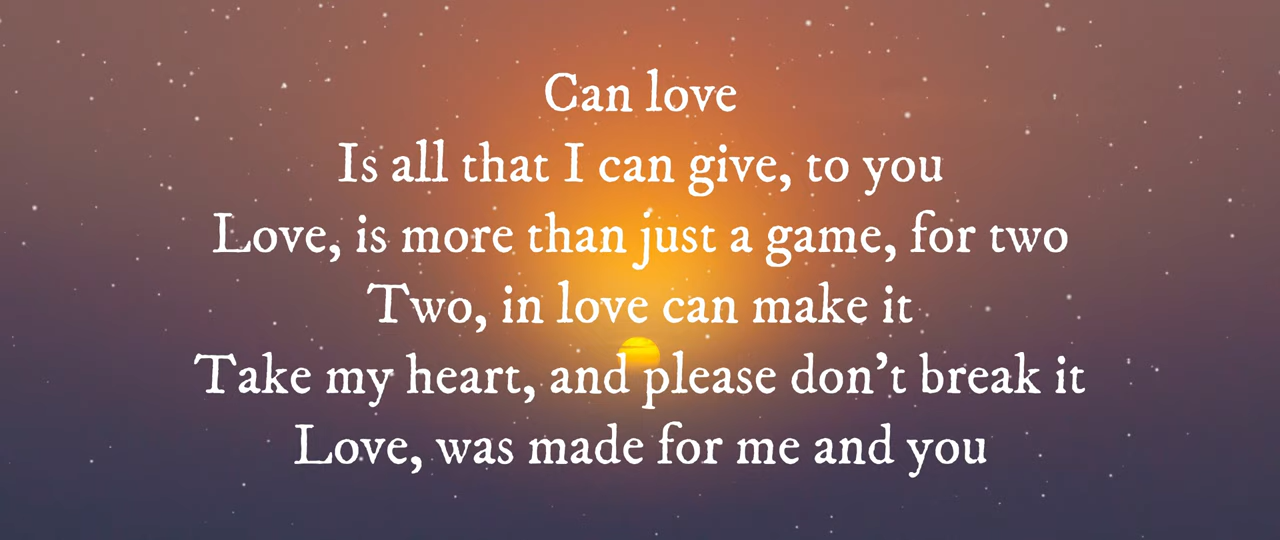 Can love
Is all that I can give, to you
Love, is more than just a game, for two
Two, in love can make it
Take my heart, and please don't break it
Love, was made for me and you